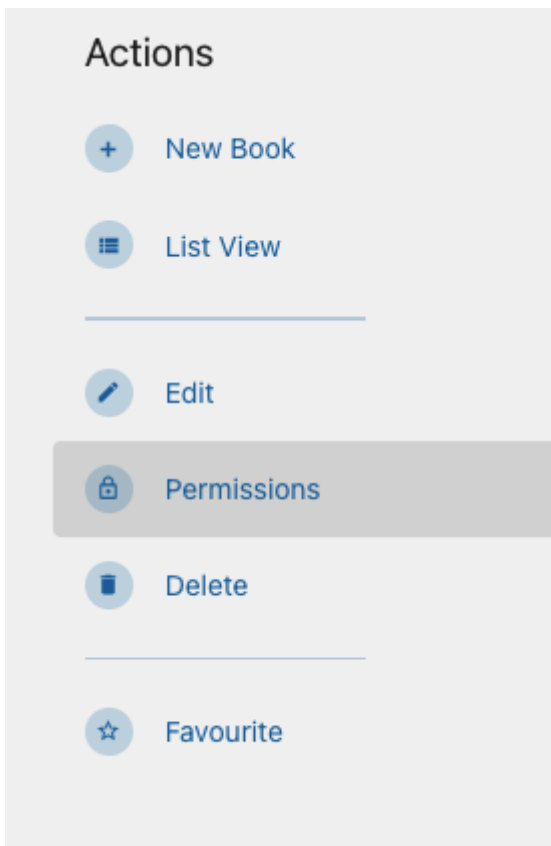 Actions
New Book
List View
Edit
Permissions
Delete
Favourite